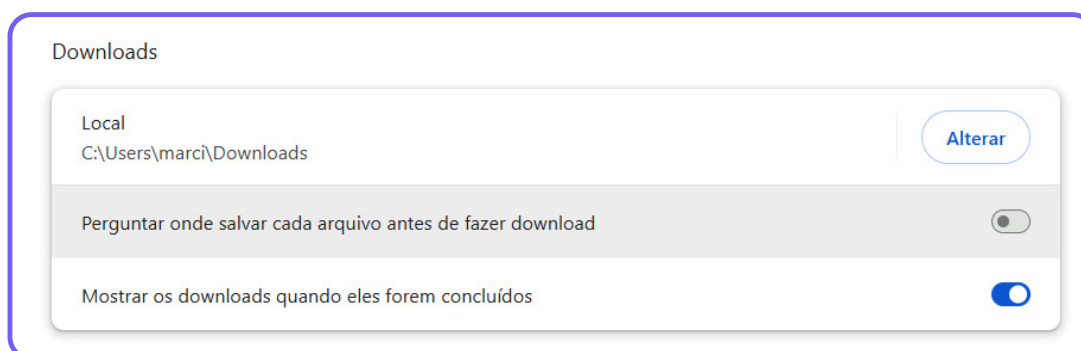 Downloads
Local
C:\Users\marci\Downloads
Alterar
Perguntar onde salvar cada arquivo antes de fazer download
Mostrar os downloads quando eles forem concluídos